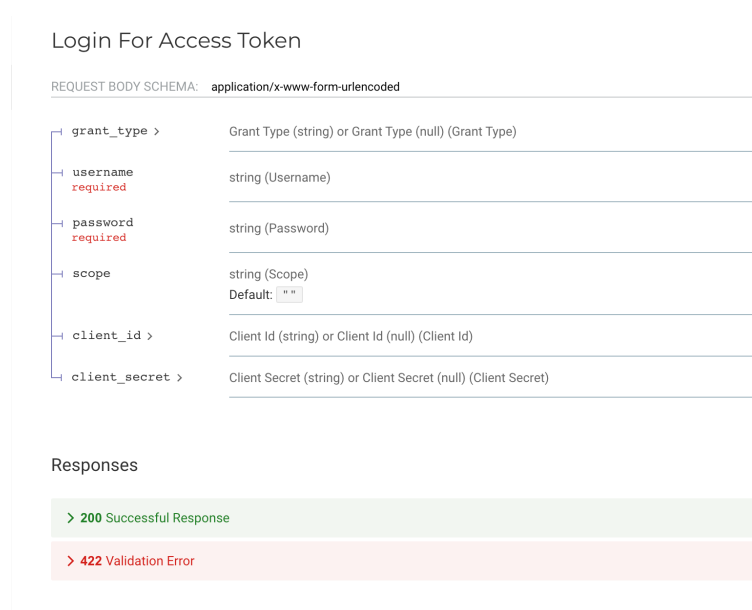 Login For Access Token
REQUEST BODY SCHEMA: application/x-www-form-urlencoded
grant_type > Grant Type (string) or Grant Type (null) (Grant Type)
username string (Username)
required
password string (Password)
required
scope string (Scope)
Default: ""
client_id > Client Id (string) or Client Id (null) (Client Id)
client_secret > Client Secret (string) or Client Secret (null) (Client Secret)
Responses
> 200 Successful Response
> 422 Validation Error